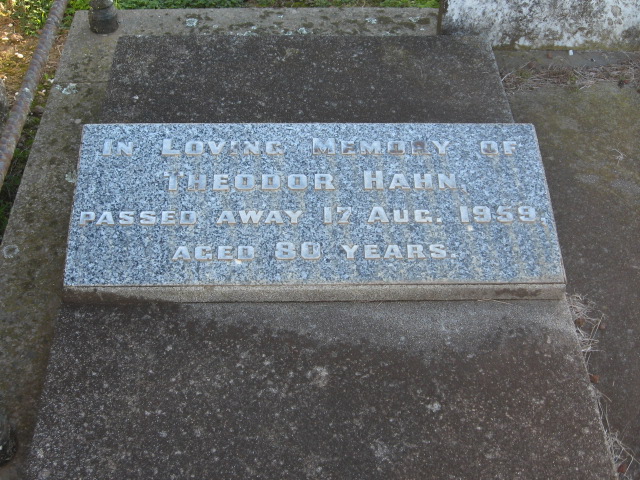 In Loving Memory of
Theodor Hahn,
passed away 17 Aug. 1959.
aged 80 years.